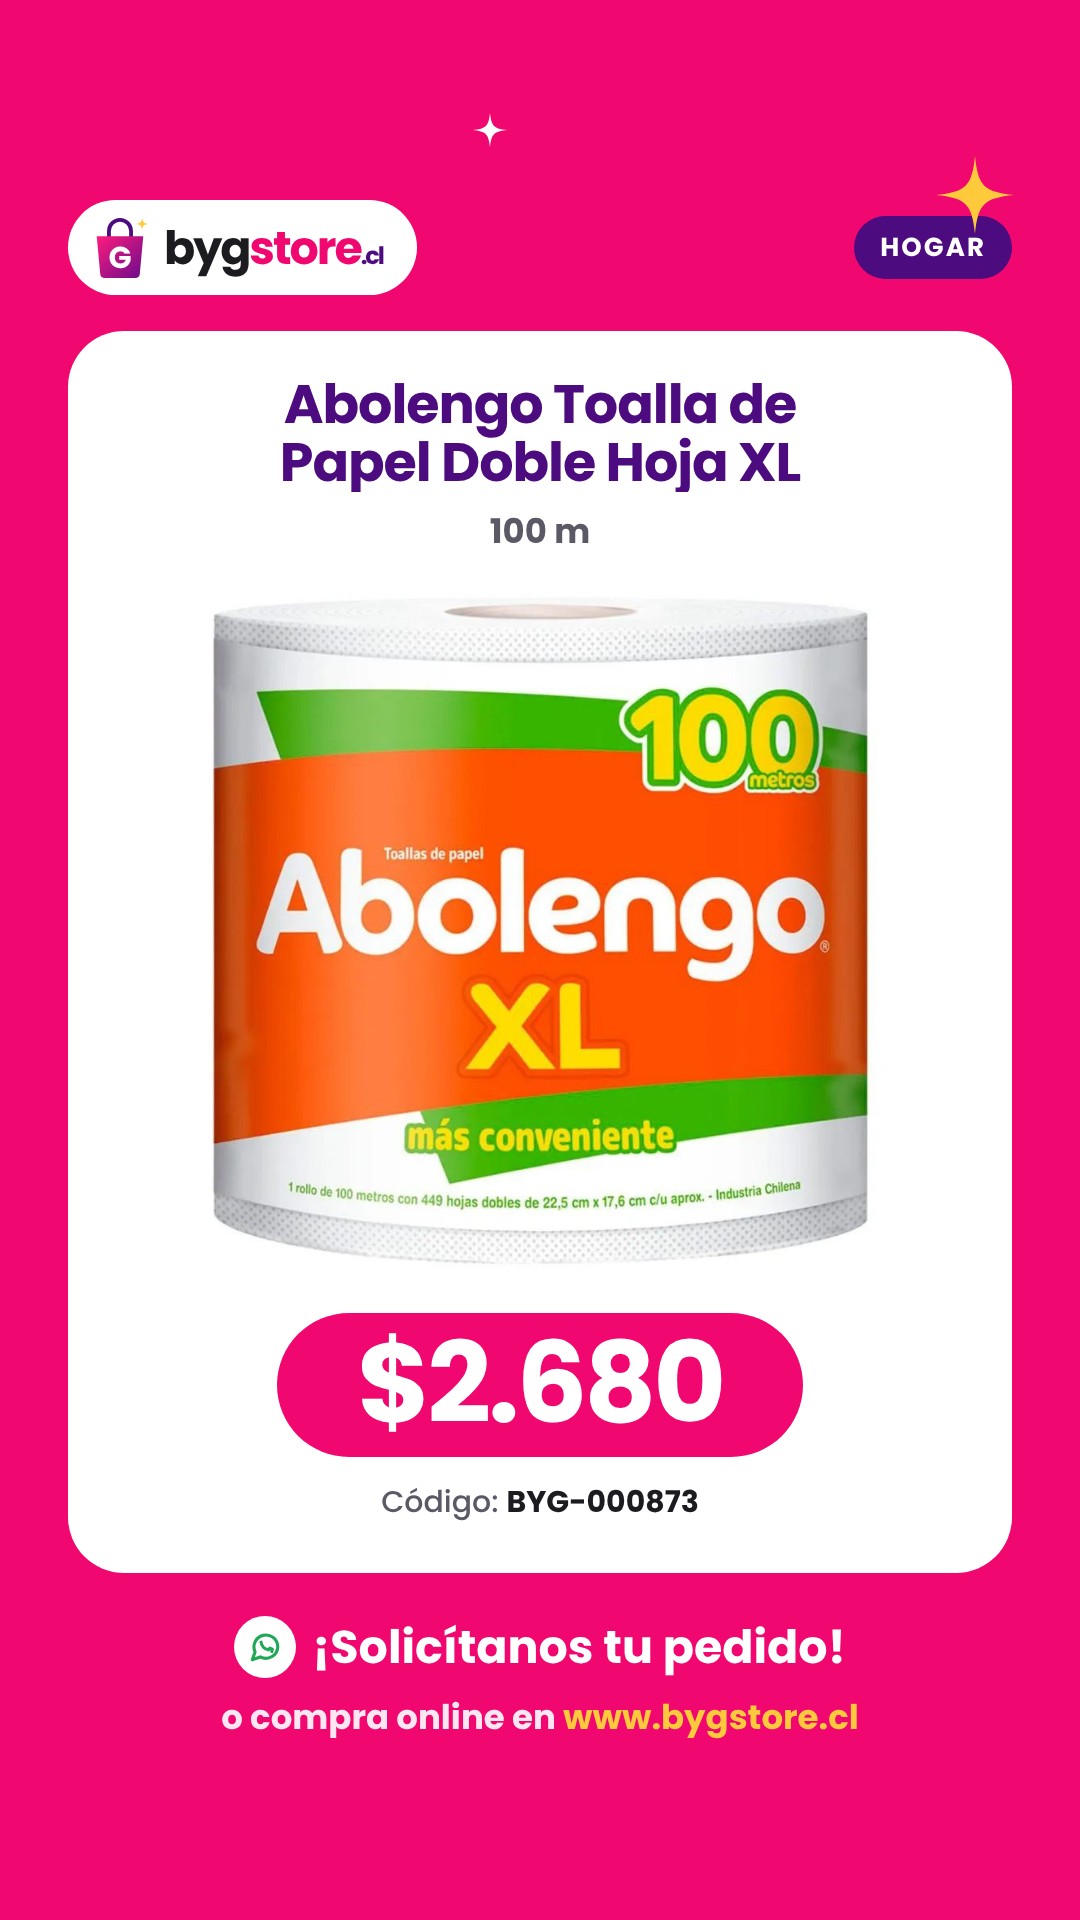 G bygstore.cl
HOGAR
Abolengo Toalla de
Papel Doble Hoja XL
100 m
100
metros
Toallas de papel
Abolengo®
XL
más conveniente
1 rollo de 100 metros con 449 hojas dobles de 22,5 cm x 17,6 cm c/u aprox. - Industria Chilena
$2.680
Código: BYG-000873
¡Solicítanos tu pedido!
o compra online en www.bygstore.cl